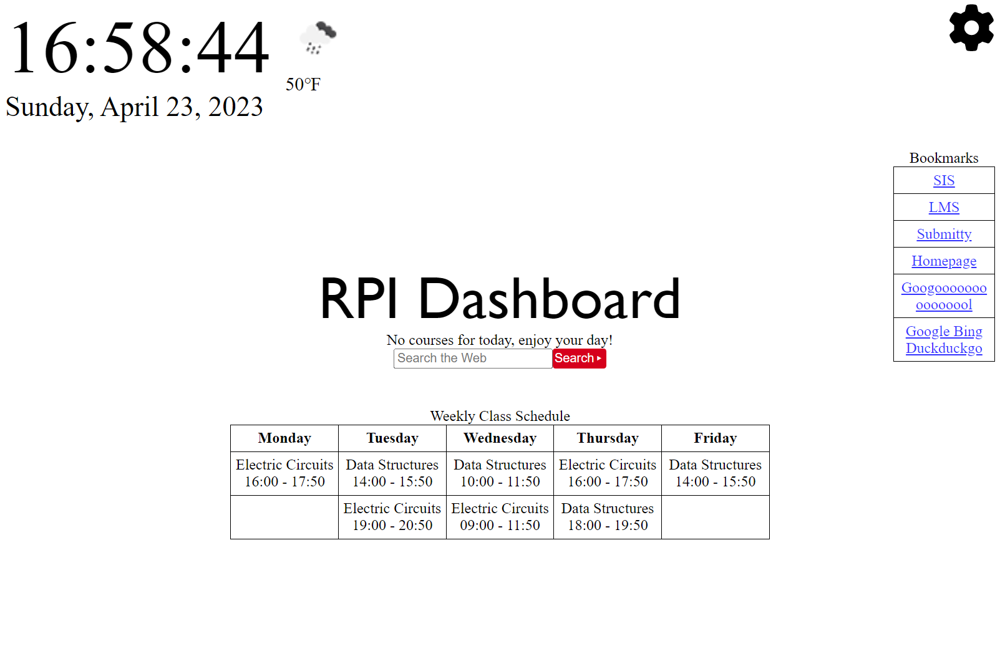 16:58:44
50°F
Sunday, April 23, 2023
Bookmarks
SIS
LMS
Submitty
Homepage
Googooooooo
ooooooool
Google Bing
Duckduckgo
RPI Dashboard
No courses for today, enjoy your day!
Search the Web Search ▸
Weekly Class Schedule
Monday Tuesday Wednesday Thursday Friday
Electric Circuits Data Structures Data Structures Electric Circuits Data Structures
16:00 - 17:50 14:00 - 15:50 10:00 - 11:50 16:00 - 17:50 14:00 - 15:50
Electric Circuits Electric Circuits Data Structures
19:00 - 20:50 09:00 - 11:50 18:00 - 19:50